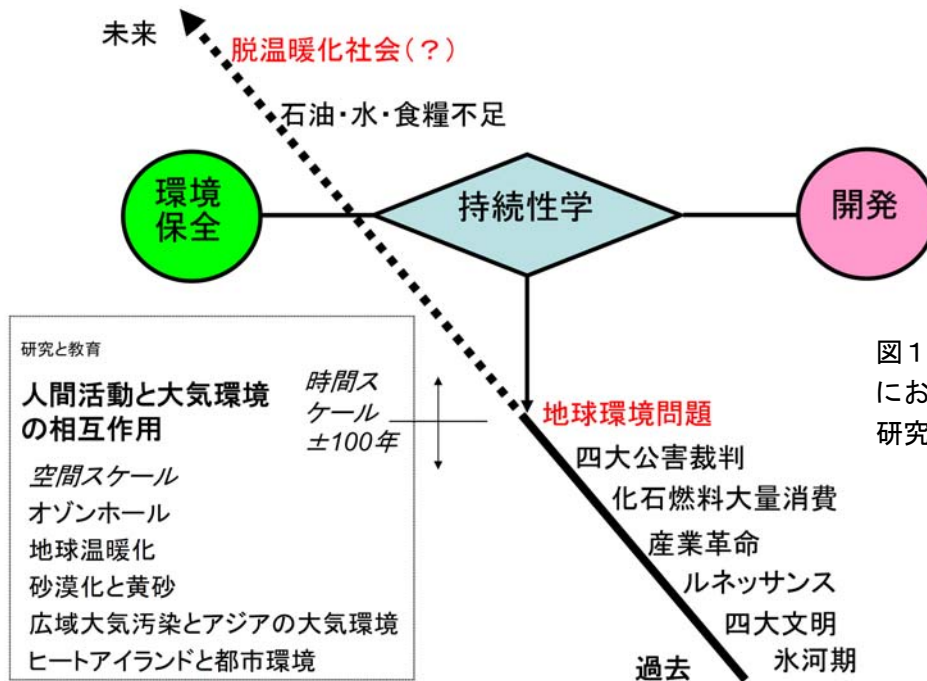 未来
脱温暖化社会(?)
石油・水・食糧不足
環境
保全
持続性学
開発
研究と教育
人間活動と大気環境
の相互作用
時間ス
ケール
±100年
空間スケール
オゾンホール
地球温暖化
砂漠化と黄砂
広域大気汚染とアジアの大気環境
ヒートアイランドと都市環境
地球環境問題
四大公害裁判
化石燃料大量消費
産業革命
ルネッサンス
四大文明
氷河期
過去
図1
にお
研究